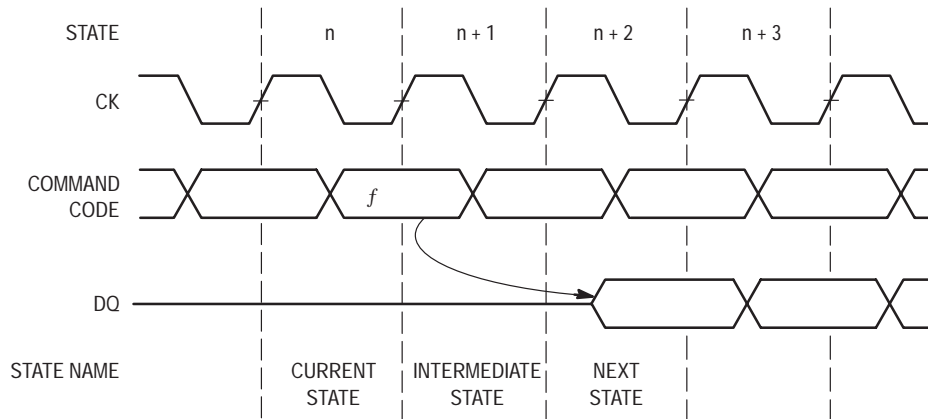 STATE n n + 1 n + 2 n + 3
CK
COMMAND
CODE
f
DQ
STATE NAME
CURRENT
STATE
INTERMEDIATE
STATE
NEXT
STATE